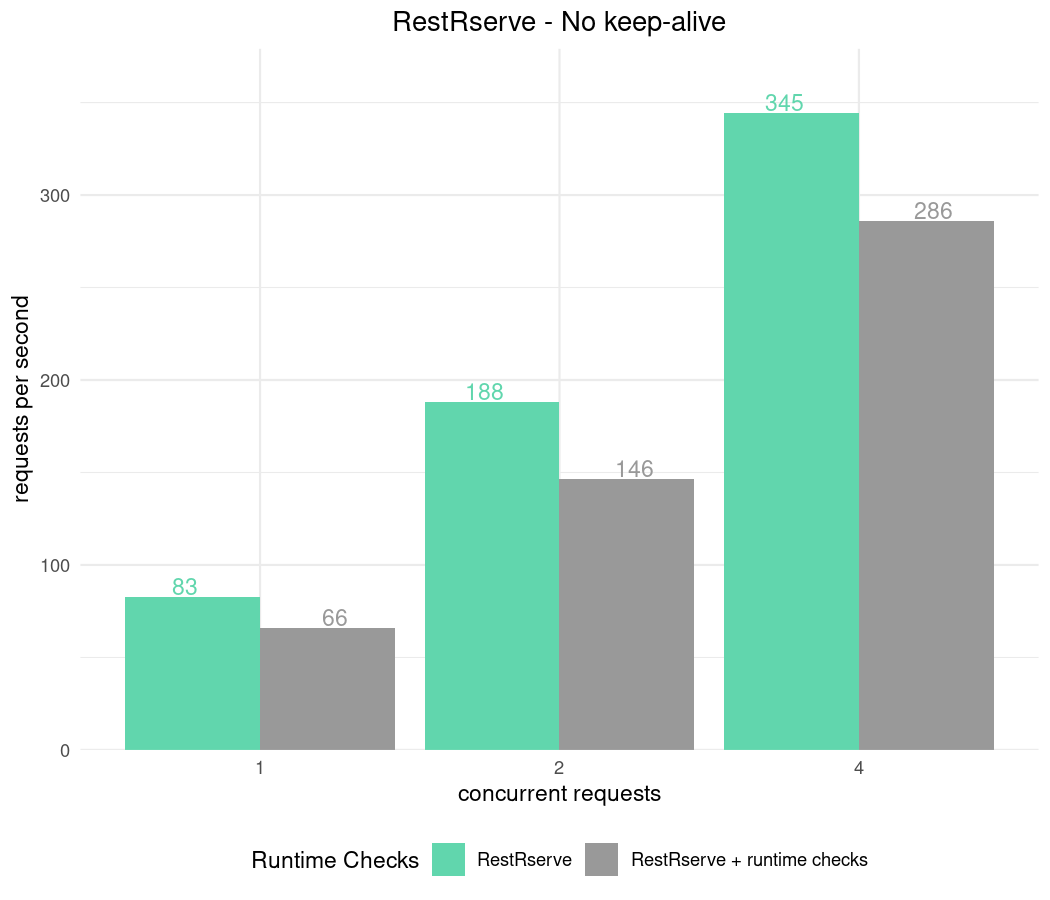 RestRserve - No keep-alive
345
300
286
200
188
requests per second
146
100
83
66
0
1 2 4
concurrent requests
Runtime Checks RestRserve RestRserve + runtime checks